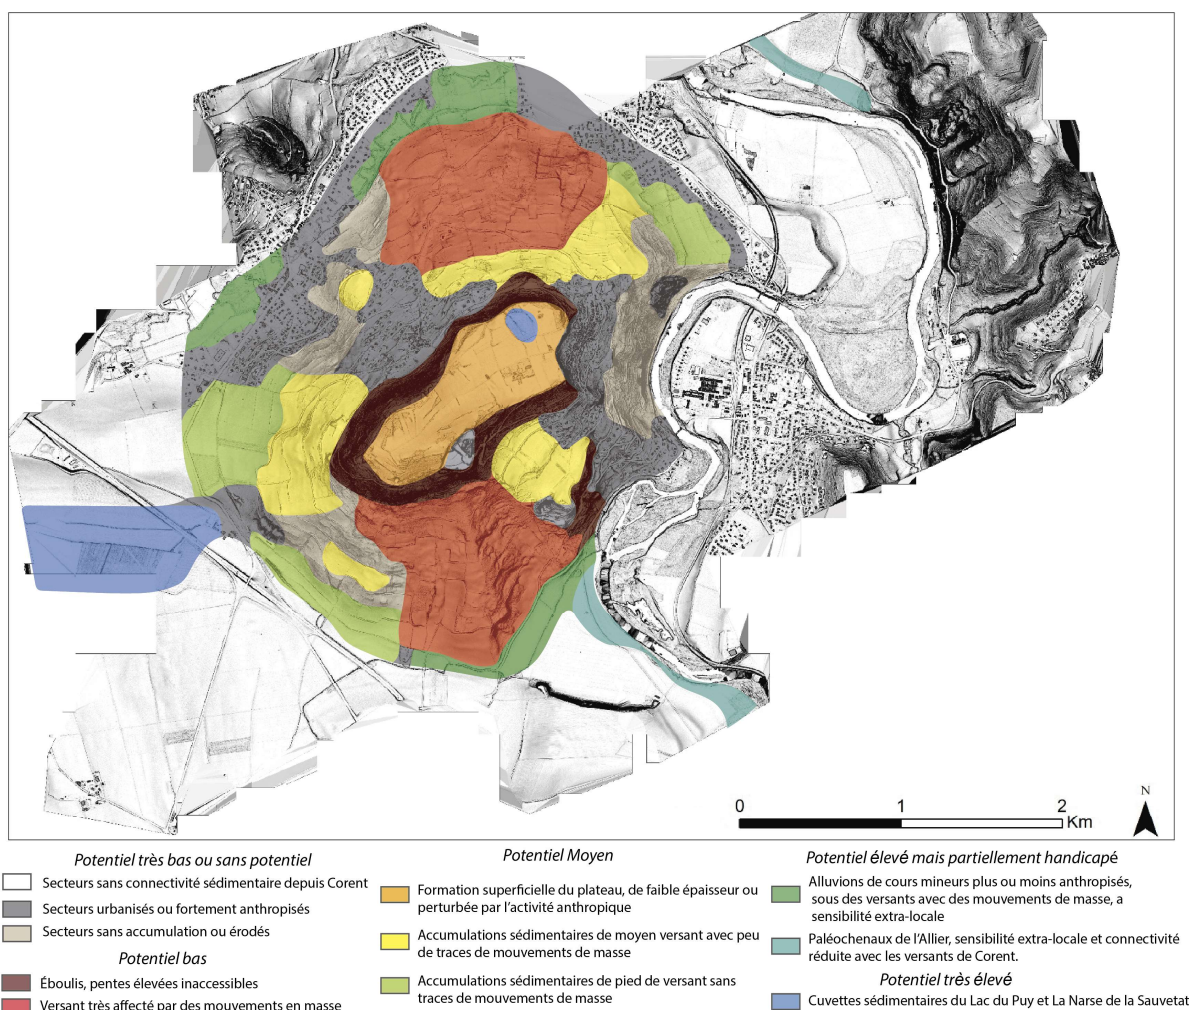 N
0 1 2
Km
Potentiel très bas ou sans potentiel
Secteurs sans connectivité sédimentaire depuis Corent
Secteurs urbanisés ou fortement anthropisés
Secteurs sans accumulation ou érodés
Potentiel bas
Éboulis, pentes élevées inaccessibles
Versant très affecté par des mouvements en masse
Potentiel Moyen
Formation superficielle du plateau, de faible épaisseur ou
perturbée par l'activité anthropique
Accumulations sédimentaires de moyen versant avec peu
de traces de mouvements de masse
Accumulations sédimentaires de pied de versant sans
traces de mouvements de masse
Potentiel élevé mais partiellement handicapé
Alluvions de cours mineurs plus ou moins anthropisés,
sous des versants avec des mouvements de masse, a
sensibilité extra-locale
Paléochenaux de l'Allier, sensibilité extra-locale et connectivité
réduite avec les versants de Corent.
Potentiel très élevé
Cuvettes sédimentaires du Lac du Puy et La Narse de la Sauvetat